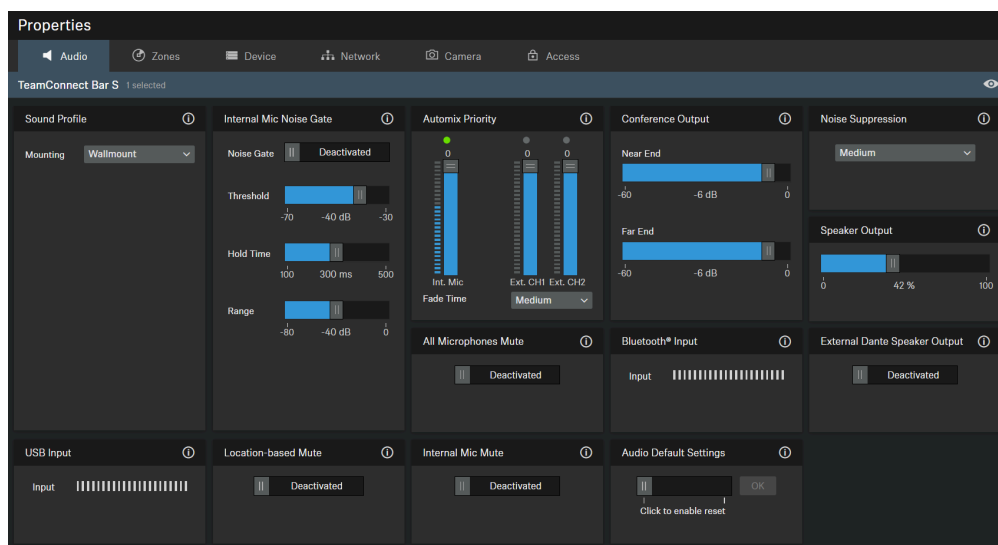 Properties
Audio
Zones
Device
Network
Camera
Access
TeamConnect Bar S 1 selected
Sound Profile
Mounting Wallmount
Internal Mic Noise Gate
Noise Gate Deactivated
Threshold
-70 -40 dB -30
Hold Time
100 300 ms 500
Range
-80 -40 dB 0
Automix Priority
0 0 0
Int. Mic Ext. CH1 Ext. CH2
Fade Time Medium
Conference Output
Near End
-60 -6 dB 0
Far End
-60 -6 dB 0
Noise Suppression
Medium
Speaker Output
0 42 % 100
All Microphones Mute
Deactivated
Bluetooth® Input
Input
External Dante Speaker Output
Deactivated
USB Input
Input
Location-based Mute
Deactivated
Internal Mic Mute
Deactivated
Audio Default Settings
OK
Click to enable reset